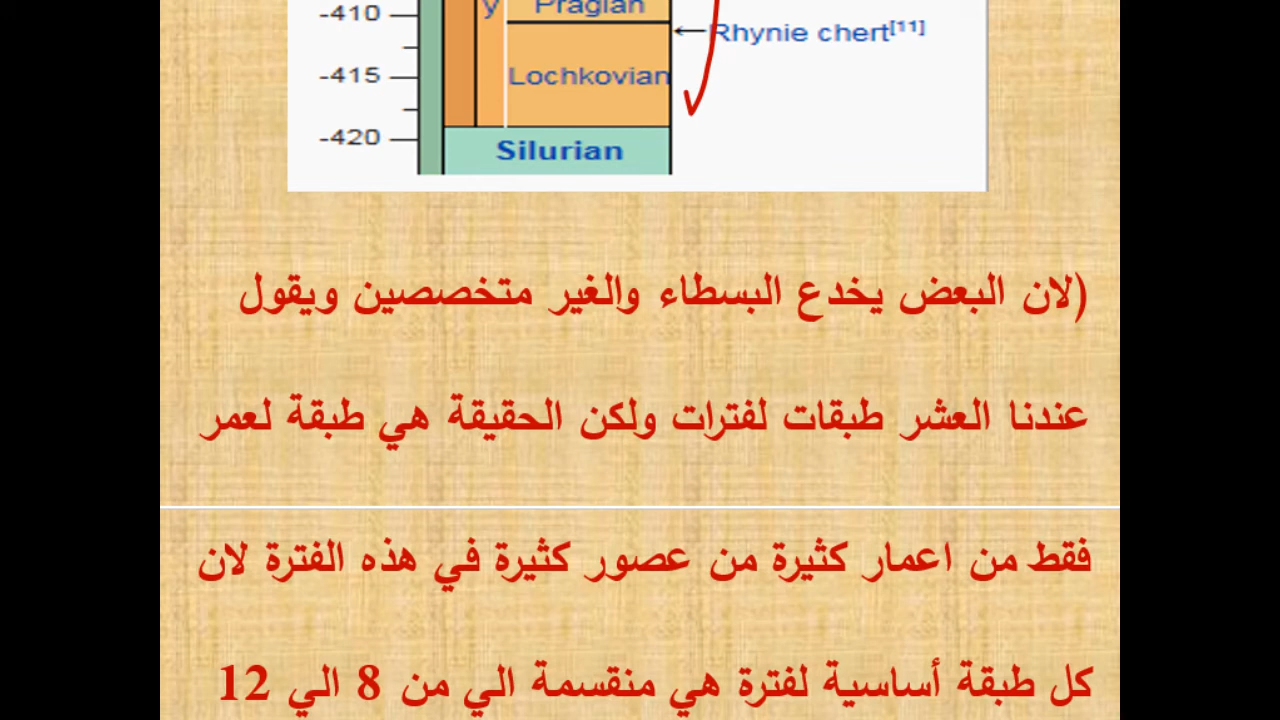 -410
y
Pragian
Rhynie chert[11]
-415
Lochkovian
-420
Silurian
(لان البعض يخدع البسطاء والغير متخصصين ويقول
عندنا العشر طبقات لفترات ولكن الحقيقة هي طبقة لعمر
فقط من اعمار كثيرة من عصور كثيرة في هذه الفترة لان
كل طبقة أساسية لفترة هي منقسمة الي من 8 الي 12